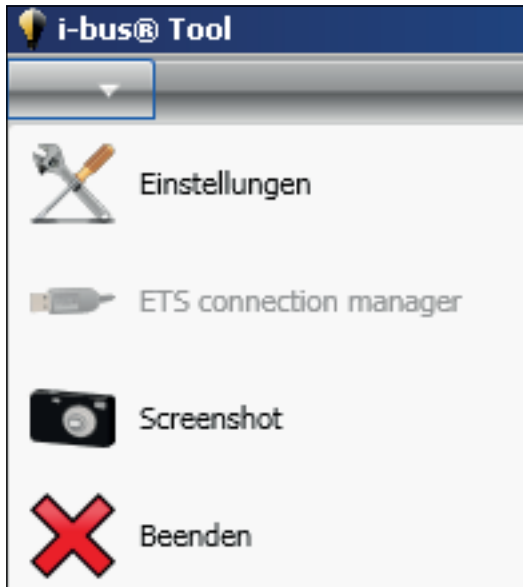 i-bus® Tool
Einstellungen
ETS connection manager
Screenshot
Beenden